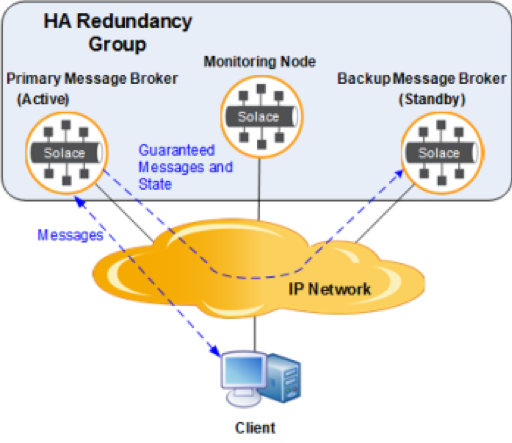 HA Redundancy
Group
Monitoring Node
Primary Message Broker
(Active)
Backup Message Broker
(Standby)
Solace
Solace
Solace
Guaranteed
Messages and
State
Messages
IP Network
Client